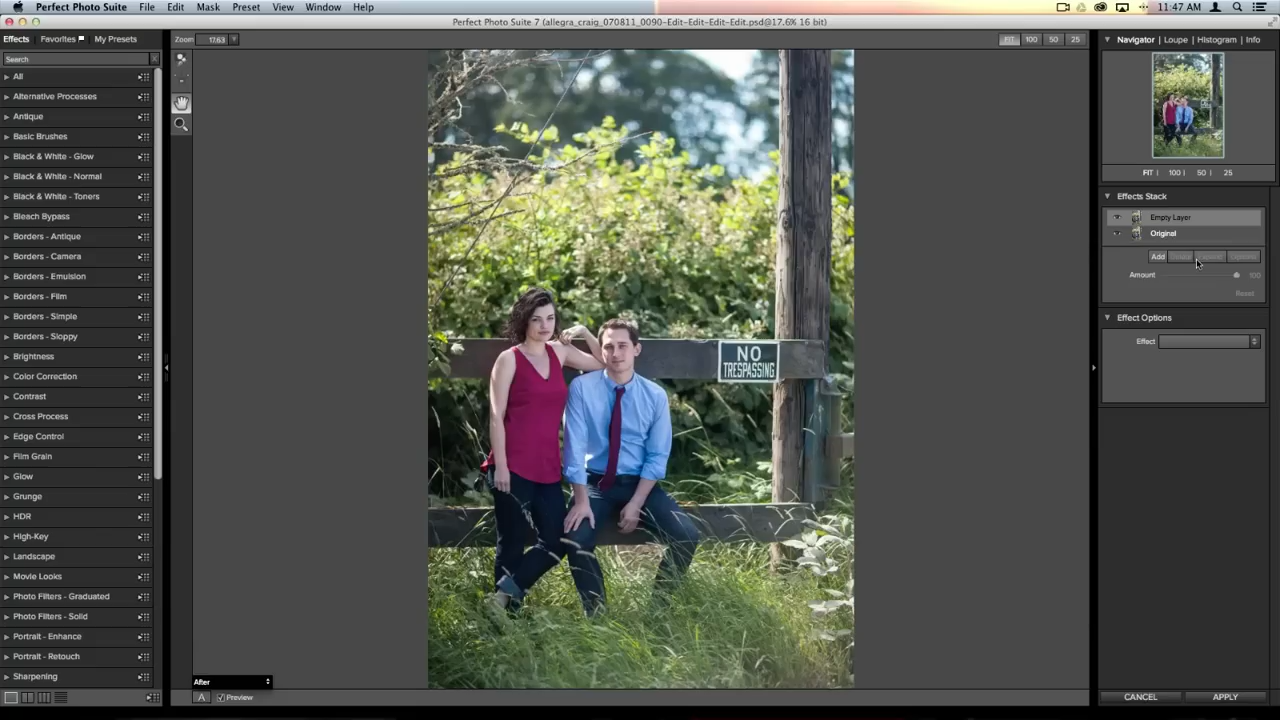 Perfect Photo Suite File Edit Mask Preset View Window Help 11:47 AM
Perfect Photo Suite 7 (allegra_craig_070811_0090-Edit-Edit-Edit-Edit.psd@17.6% 16 bit)
Effects Favorites My Presets
Search
All
Alternative Processes
Antique
Basic Brushes
Black & White - Glow
Black & White - Normal
Black & White - Toners
Bleach Bypass
Borders - Antique
Borders - Camera
Borders - Emulsion
Borders - Film
Borders - Simple
Borders - Sloppy
Brightness
Color Correction
Contrast
Cross Process
Edge Control
Film Grain
Glow
Grunge
HDR
High-Key
Landscape
Movie Looks
Photo Filters - Graduated
Photo Filters - Solid
Portrait - Enhance
Portrait - Retouch
Sharpening
Zoom 17.63
FIT 100 50 25
NO
TRESPASSING
After
A Preview
Navigator Loupe Histogram Info
FIT 100 50 25
Effects Stack
Empty Layer
Original
Add Options
Amount 100
Reset
Effect Options
Effect
CANCEL APPLY